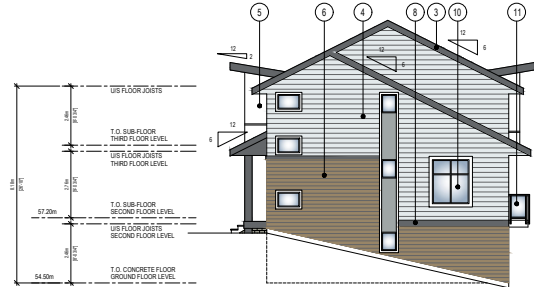 5 6 4 8 3 10 11
12
2
12
6
12
6
12
6
U/S FLOOR JOISTS
T.O. SUB-FLOOR
THIRD FLOOR LEVEL
U/S FLOOR JOISTS
THIRD FLOOR LEVEL
57.20m
T.O. SUB-FLOOR
SECOND FLOOR LEVEL
U/S FLOOR JOISTS
SECOND FLOOR LEVEL
54.50m
T.O. CONCRETE FLOOR
GROUND FLOOR LEVEL